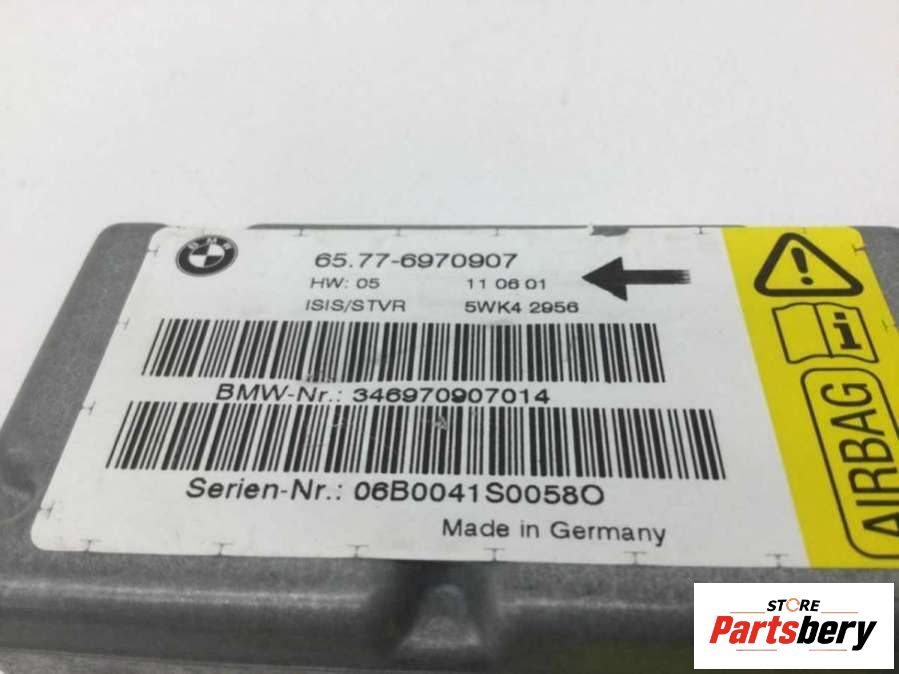 BMW
65.77-6970907
HW: 05 11 06 01
ISIS/STVR 5WK4 2956
BMW-Nr.: 346970907014
Serien-Nr.: 06B0041S0058O
Made in Germany
i
AIRBAG
STORE
Partsbery